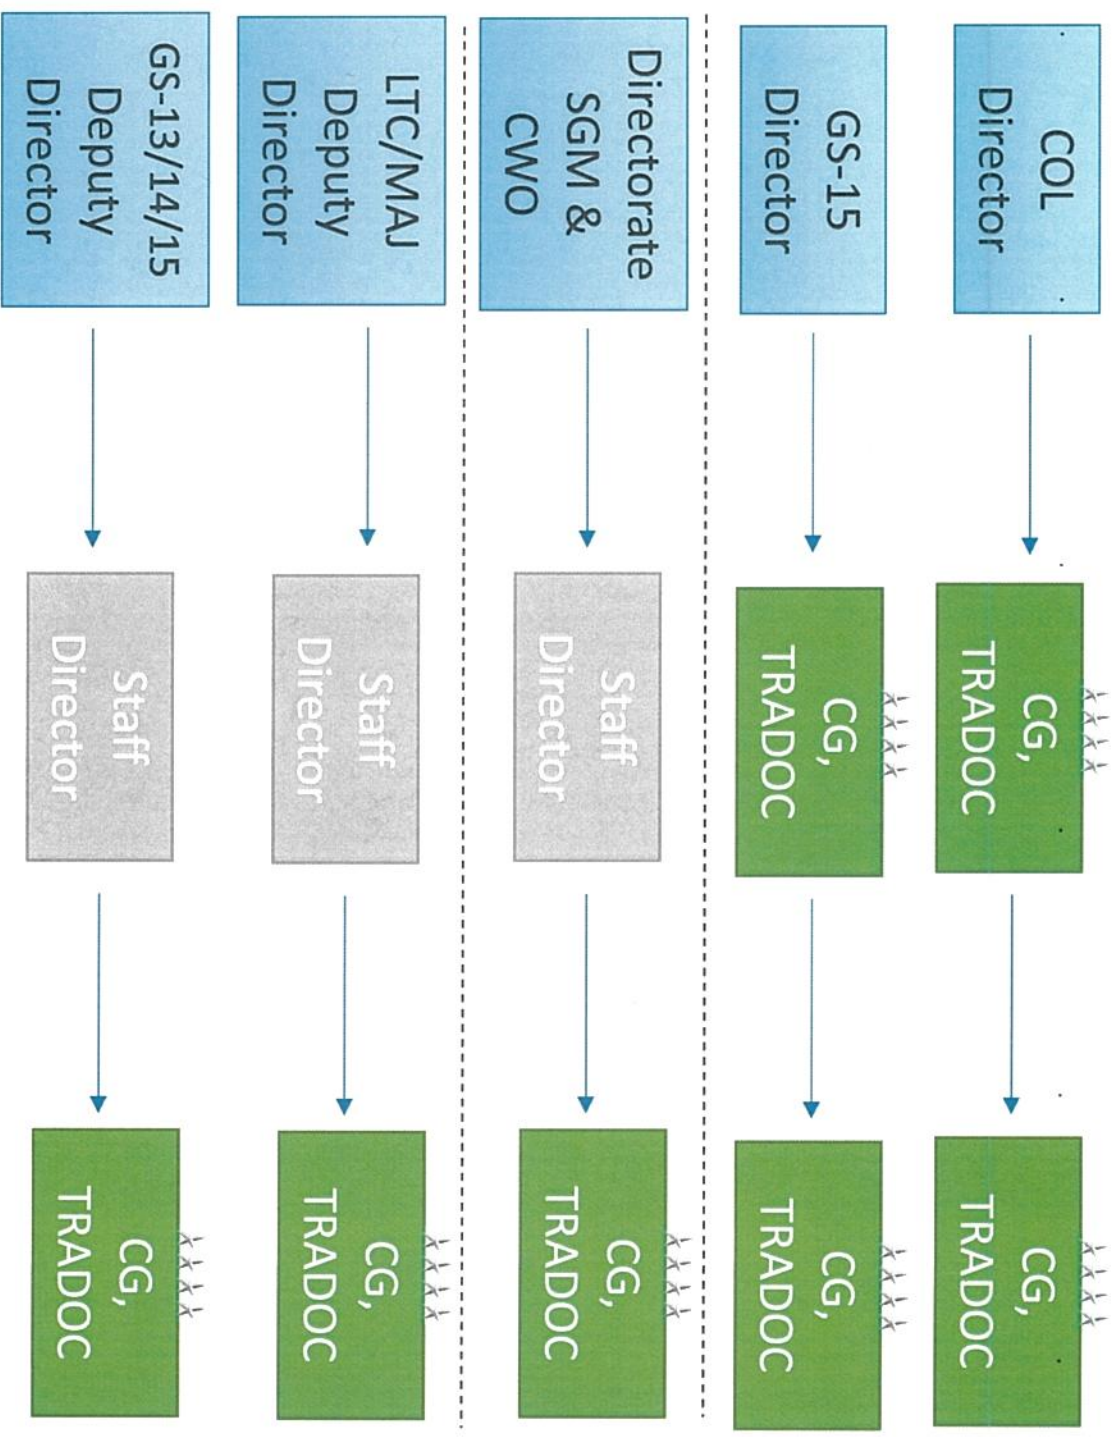 COL
Director
CG,
TRADOC
CG,
TRADOC
GS-15
Director
CG,
TRADOC
CG,
TRADOC
Directorate
SGM &
CWO
Staff
Director
CG,
TRADOC
LTC/MAJ
Deputy
Director
Staff
Director
CG,
TRADOC
GS-13/14/15
Deputy
Director
Staff
Director
CG,
TRADOC